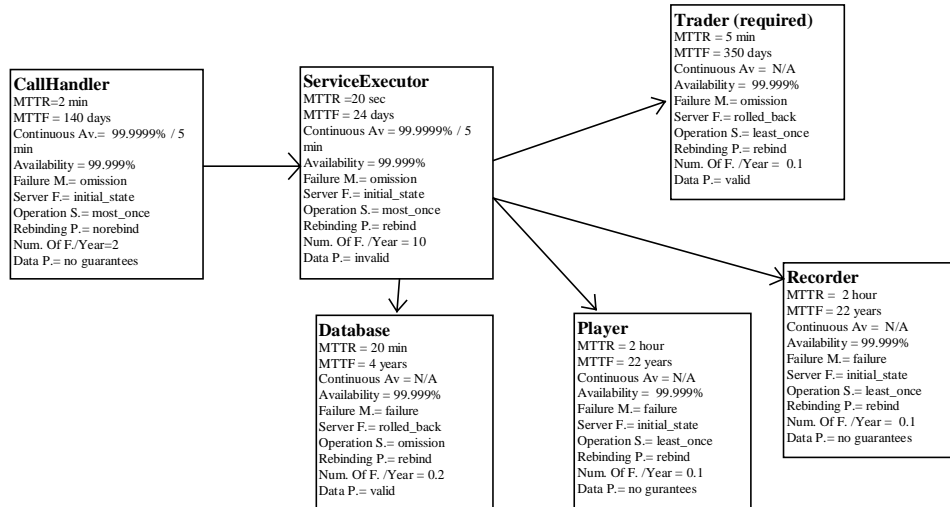 CallHandler
MTTR=2 min
MTTF = 140 days
Continuous Av.=  99.9999% / 5
min
Availability = 99.999%
Failure M.= omission
Server F.= initial_state
Operation S.= most_once
Rebinding P.= norebind
Num. Of F./Year=2
Data P.= no guarantees
ServiceExecutor
MTTR=20 sec
MTTF = 24 days
Continuous Av = 99.9999% / 5
min
Availability = 99.999%
Failure M.= omission
Server F.= initial_state
Operation S.= most_once
Rebinding P.= rebind
Num. Of F. /Year = 10
Data P.= invalid
Trader (required)
MTTR = 5 min
MTTF = 350 days
Continuous Av =  N/A
Availability = 99.999%
Failure M.= omission
Server F.= rolled_back
Operation S.= least_once
Rebinding P.= rebind
Num. Of F. /Year =  0.1
Data P.= valid
Database
MTTR = 20 min
MTTF = 4 years
Continuous Av = N/A
Availability = 99.999%
Failure M.= failure
Server F.= rolled_back
Operation S.= omission
Rebinding P.= rebind
Num. Of F. /Year = 0.2
Data P.= valid
Player
MTTR = 2 hour
MTTF = 22 years
Continuous Av = N/A
Availability =  99.999%
Failure M.= failure
Server F.= initial_state
Operation S.= least_once
Rebinding P.= rebind
Num. Of F. /Year = 0.1
Data P.= no gurantees
Recorder
MTTR =  2 hour
MTTF = 22 years
Continuous Av =  N/A
Availability = 99.999%
Failure M.= failure
Server F.= initial_state
Operation S.= least_once
Rebinding P.= rebind
Num. Of F. /Year =  0.1
Data P.= no guarantees